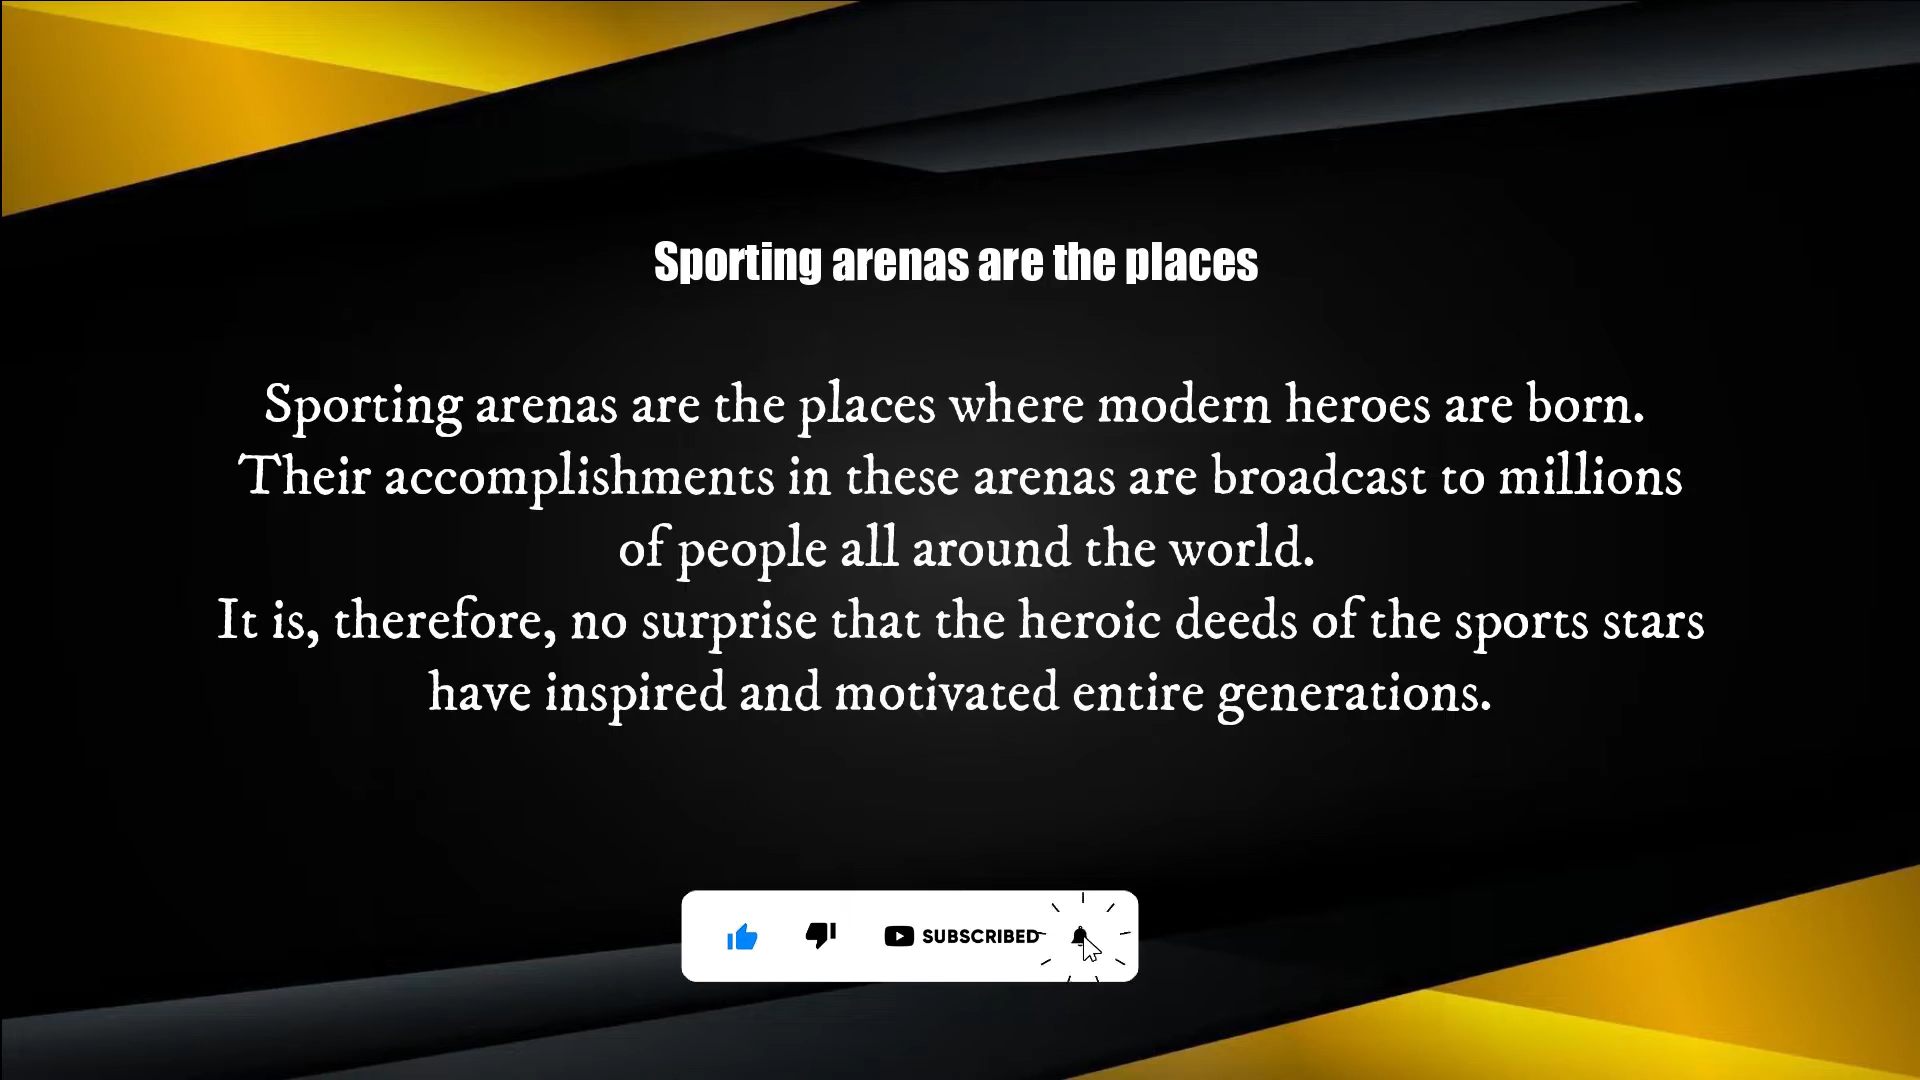 Sporting arenas are the places
Sporting arenas are the places where modern heroes are born.
Their accomplishments in these arenas are broadcast to millions
of people all around the world.
It is, therefore, no surprise that the heroic deeds of the sports stars
have inspired and motivated entire generations.
SUBSCRIBED